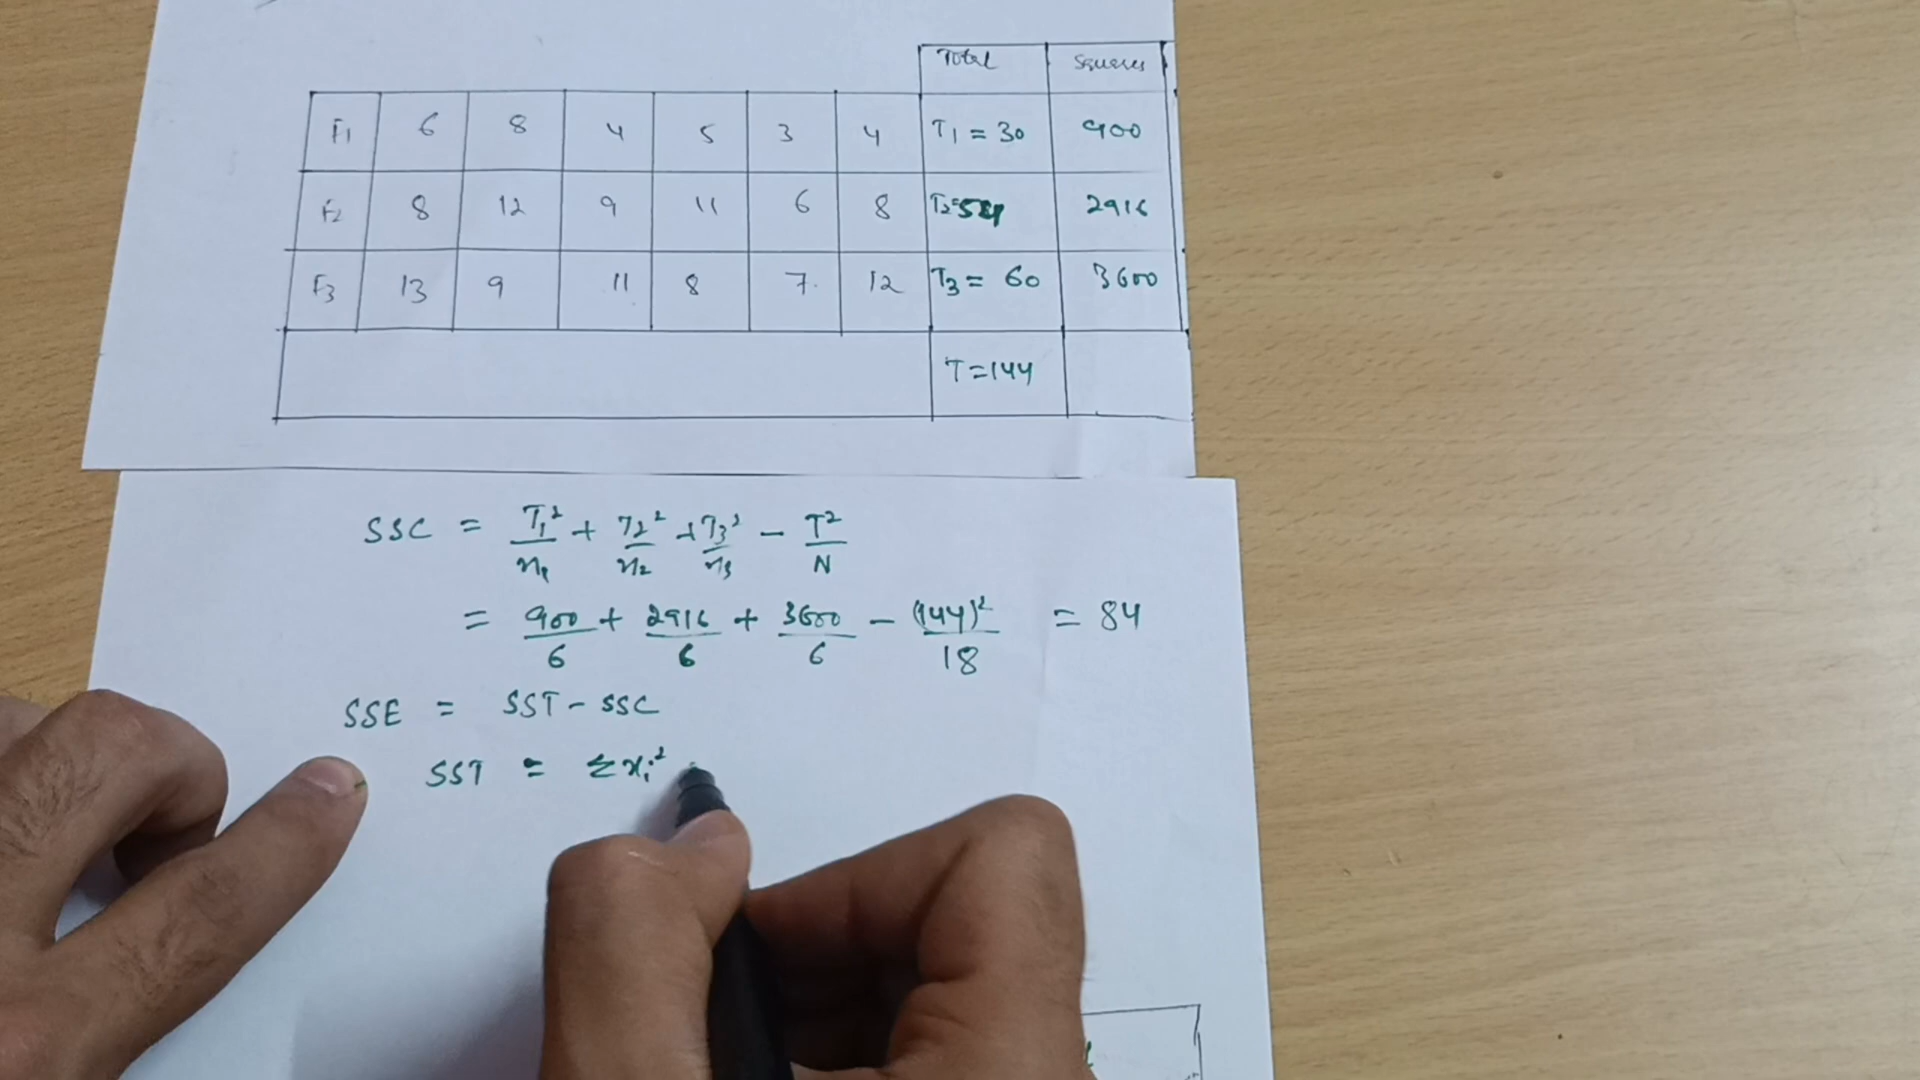 Total Squares
F1 6 8 4 5 3 4 T1 = 30 900
F2 8 12 9 11 6 8 T2=54 2916
F3 13 9 11 8 7. 12 T3 = 60 3600
T=144
SSC = T1²/n1 + T2²/n2 + T3²/n3 - T²/N
= 900/6 + 2916/6 + 3600/6 - (144)²/18 = 84
SSE = SST - SSC
SST = Σxi²